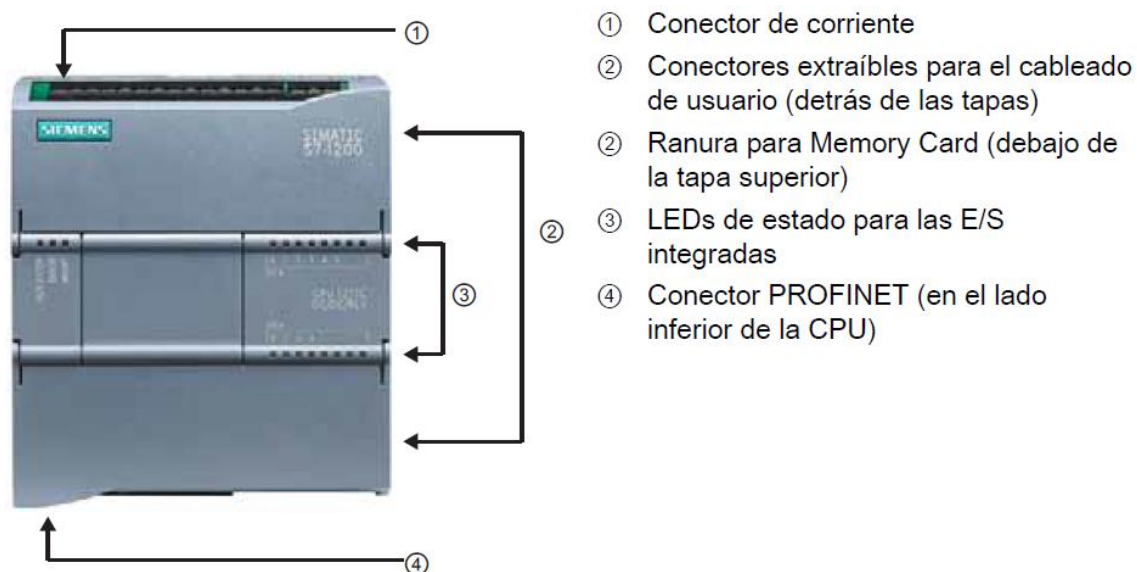 ①
① Conector de corriente
② Conectores extraíbles para el cableado
de usuario (detrás de las tapas)
② Ranura para Memory Card (debajo de
la tapa superior)
③ LEDs de estado para las E/S
integradas
④ Conector PROFINET (en el lado
inferior de la CPU)
SIEMENS
SIMATIC
S7-1200
②
③
④